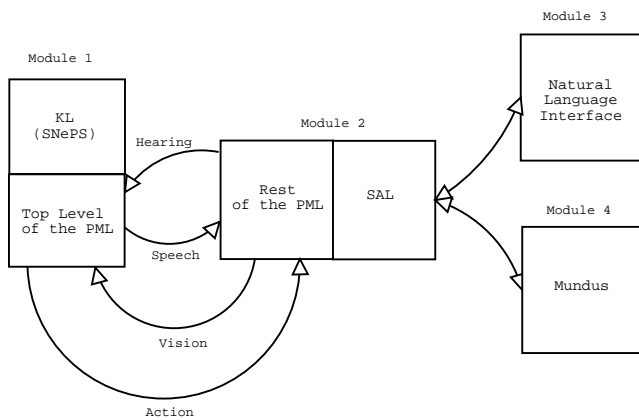 Module 1
KL
(SNePS)
Top Level
of the PML
Hearing
Speech
Vision
Action
Module 2
Rest
of the PML
SAL
Module 3
Natural
Language
Interface
Module 4
Mundus